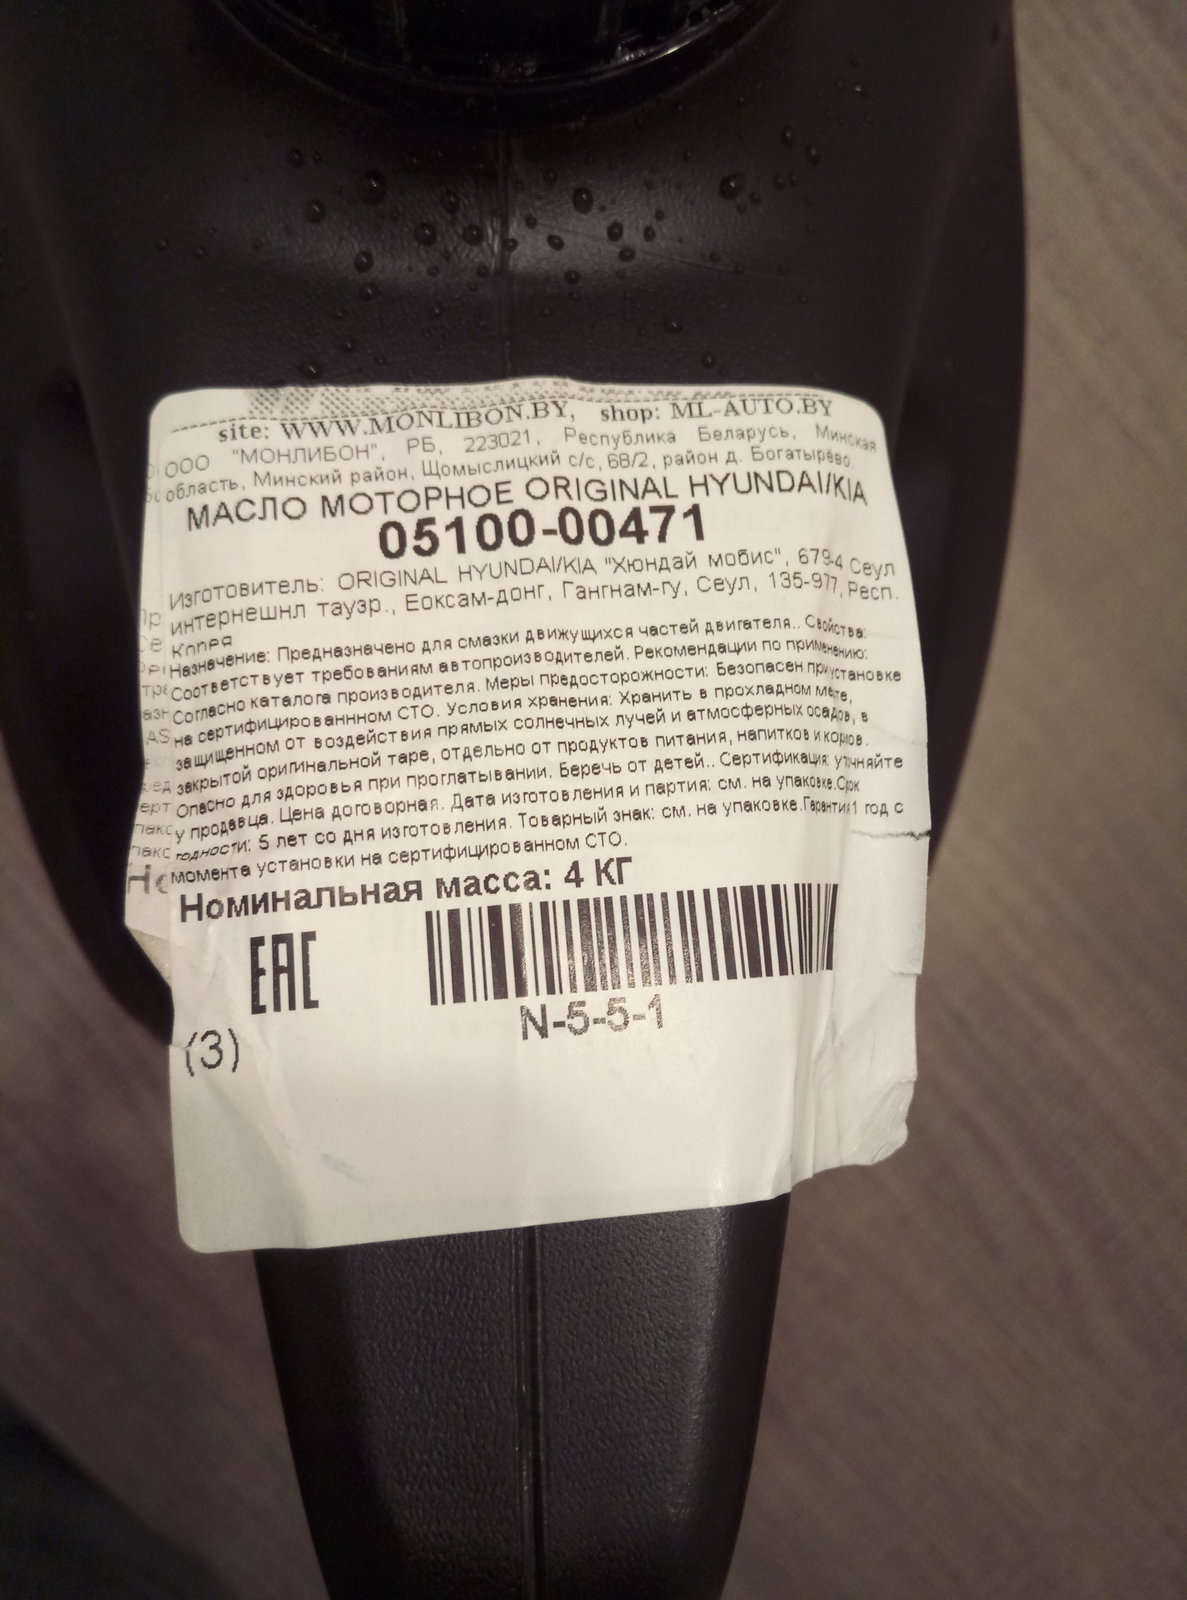 site: WWW.MONLIBON.BY, shop: ML-AUTO.BY
ООО "МОНЛИБОН", РБ, 223021, Республика Беларусь, Минская
область, Минский район, Щомыслицкий с/с, 68/2, район д. Богатырёво
МАСЛО МОТОРНОЕ ORIGINAL HYUNDAI/KIA
05100-00471
Изготовитель: ORIGINAL HYUNDAI/KIA "Хюндай мобис", 679-4 Сеул
интернешнл тауэр., Еоксам-донг, Гангнам-гу, Сеул, 135-977, Респ.
Корея
Назначение: Предназначено для смазки движущихся частей двигателя.. Свойства:
Соответствует требованиям автопроизводителей. Рекомендации по применению:
Согласно каталога производителя. Меры предосторожности: Безопасен при установке
на сертифицированнном СТО. Условия хранения: Хранить в прохладном месте,
защищенном от воздействия прямых солнечных лучей и атмосферных осадов, в
закрытой оригинальной таре, отдельно от продуктов питания, напитков и кормов.
Опасно для здоровья при проглатывании. Беречь от детей.. Сертификация: уточняйте
у продавца. Цена договорная. Дата изготовления и партия: см. на упаковке.Срок
годности: 5 лет со дня изготовления. Товарный знак: см. на упаковке.Гарантия:1 год с
момента установки на сертифицированном СТО.
Номинальная масса: 4 КГ
EAC
N-5-5-1
(3)